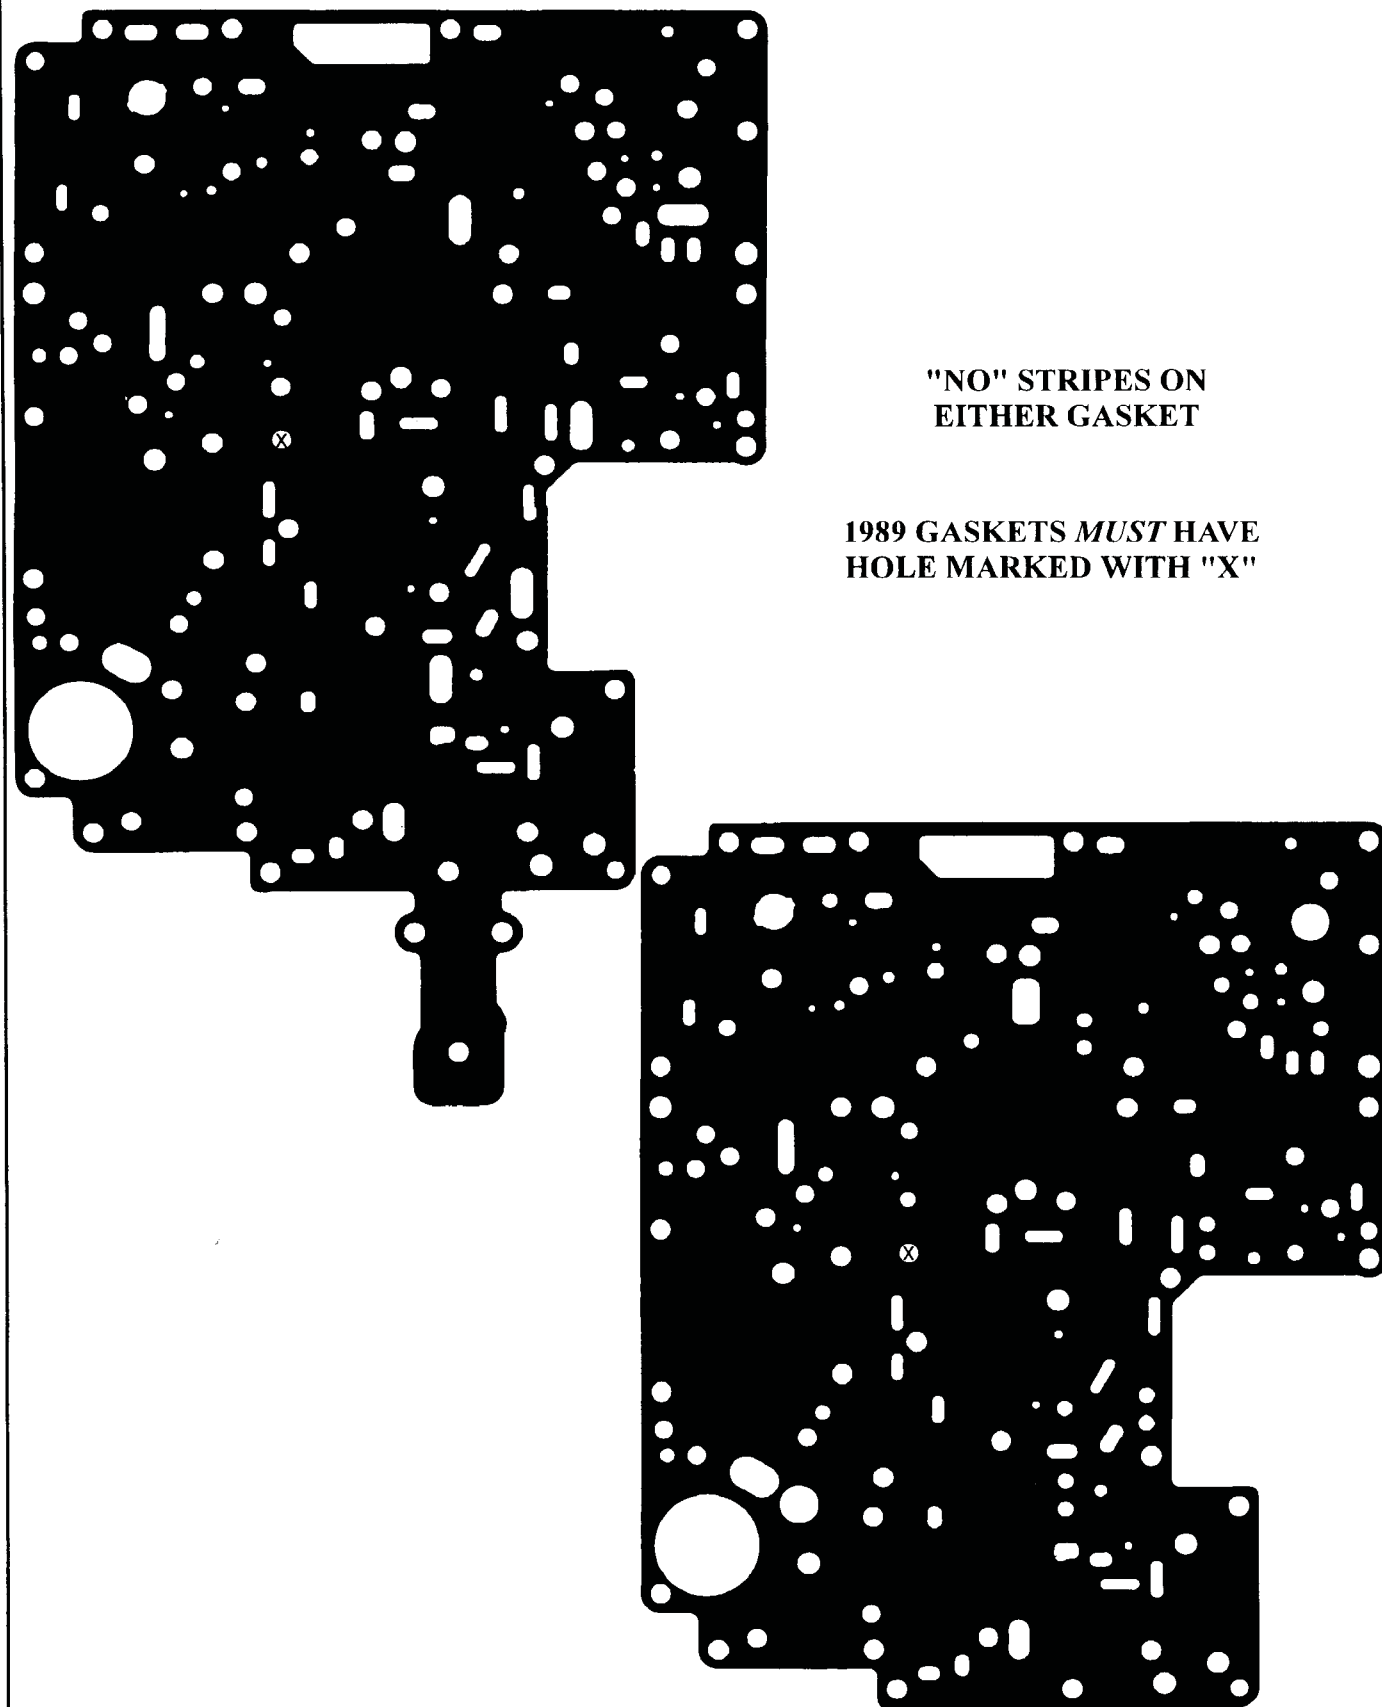 "NO" STRIPES ON
EITHER GASKET
1989 GASKETS MUST HAVE
HOLE MARKED WITH "X"
X
X